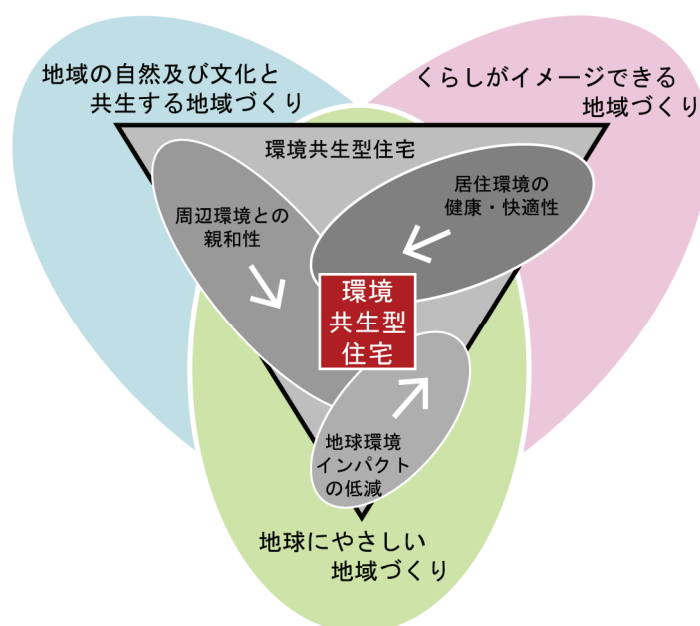 地域の自然及び文化と
共生する地域づくり
くらしがイメージできる
地域づくり
環境共生型住宅
周辺環境との
親和性
居住環境の
健康・快適性
環境
共生型
住宅
地球環境
インパクト
の低減
地球にやさしい
地域づくり